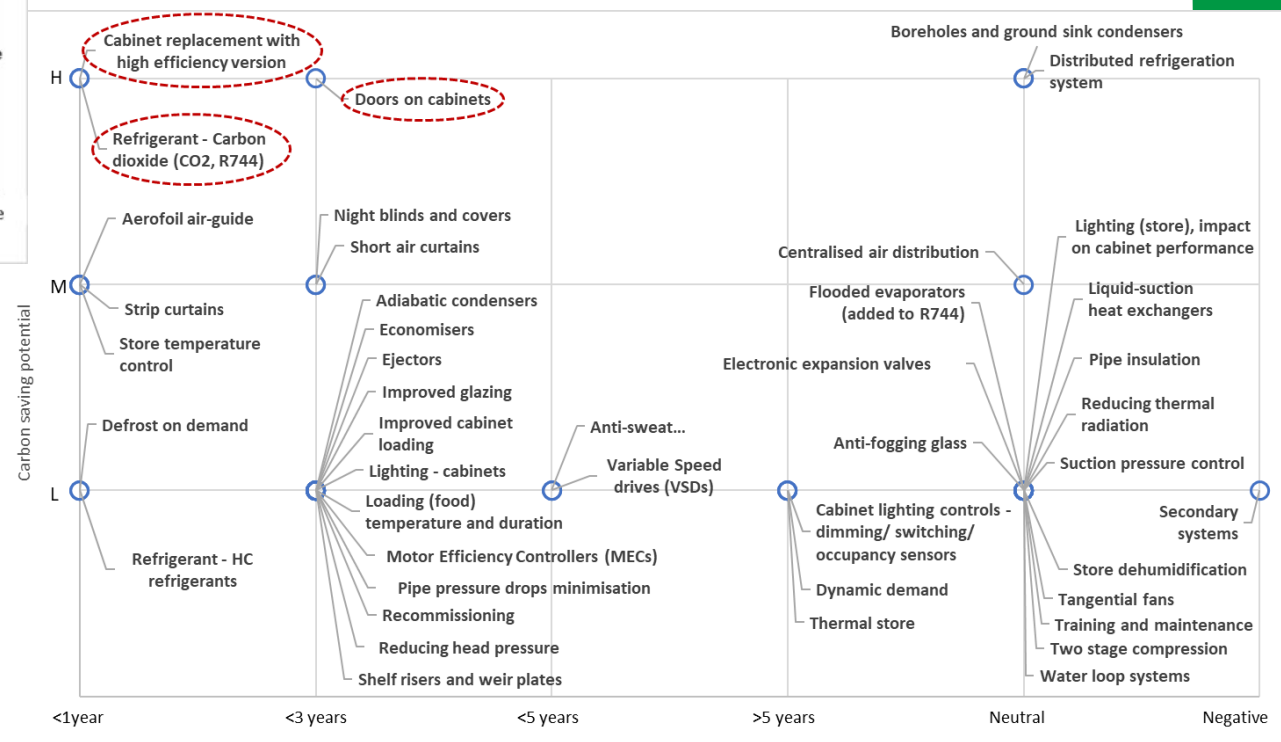 Boreholes and ground sink condensers
Cabinet replacement with
high efficiency version
Distributed refrigeration
system
H
Doors on cabinets
Refrigerant - Carbon
dioxide (CO2, R744)
Aerofoil air-guide
Night blinds and covers
Short air curtains
Lighting (store), impact
on cabinet performance
Centralised air distribution
M
Strip curtains
Store temperature
control
Adiabatic condensers
Economisers
Ejectors
Improved glazing
Improved cabinet
loading
Lighting - cabinets
Loading (food)
temperature and duration
Motor Efficiency Controllers (MECs)
Pipe pressure drops minimisation
Recommissioning
Reducing head pressure
Shelf risers and weir plates
Flooded evaporators
(added to R744)
Electronic expansion valves
Anti-fogging glass
Liquid-suction
heat exchangers
Pipe insulation
Reducing thermal
radiation
Suction pressure control
Carbon saving potential
Defrost on demand
L
Refrigerant - HC
refrigerants
Anti-sweat...
Variable Speed
drives (VSDs)
Cabinet lighting controls -
dimming/ switching/
occupancy sensors
Dynamic demand
Thermal store
Secondary
systems
Store dehumidification
Tangential fans
Training and maintenance
Two stage compression
Water loop systems
<1year
<3 years
<5 years
>5 years
Neutral
Negative